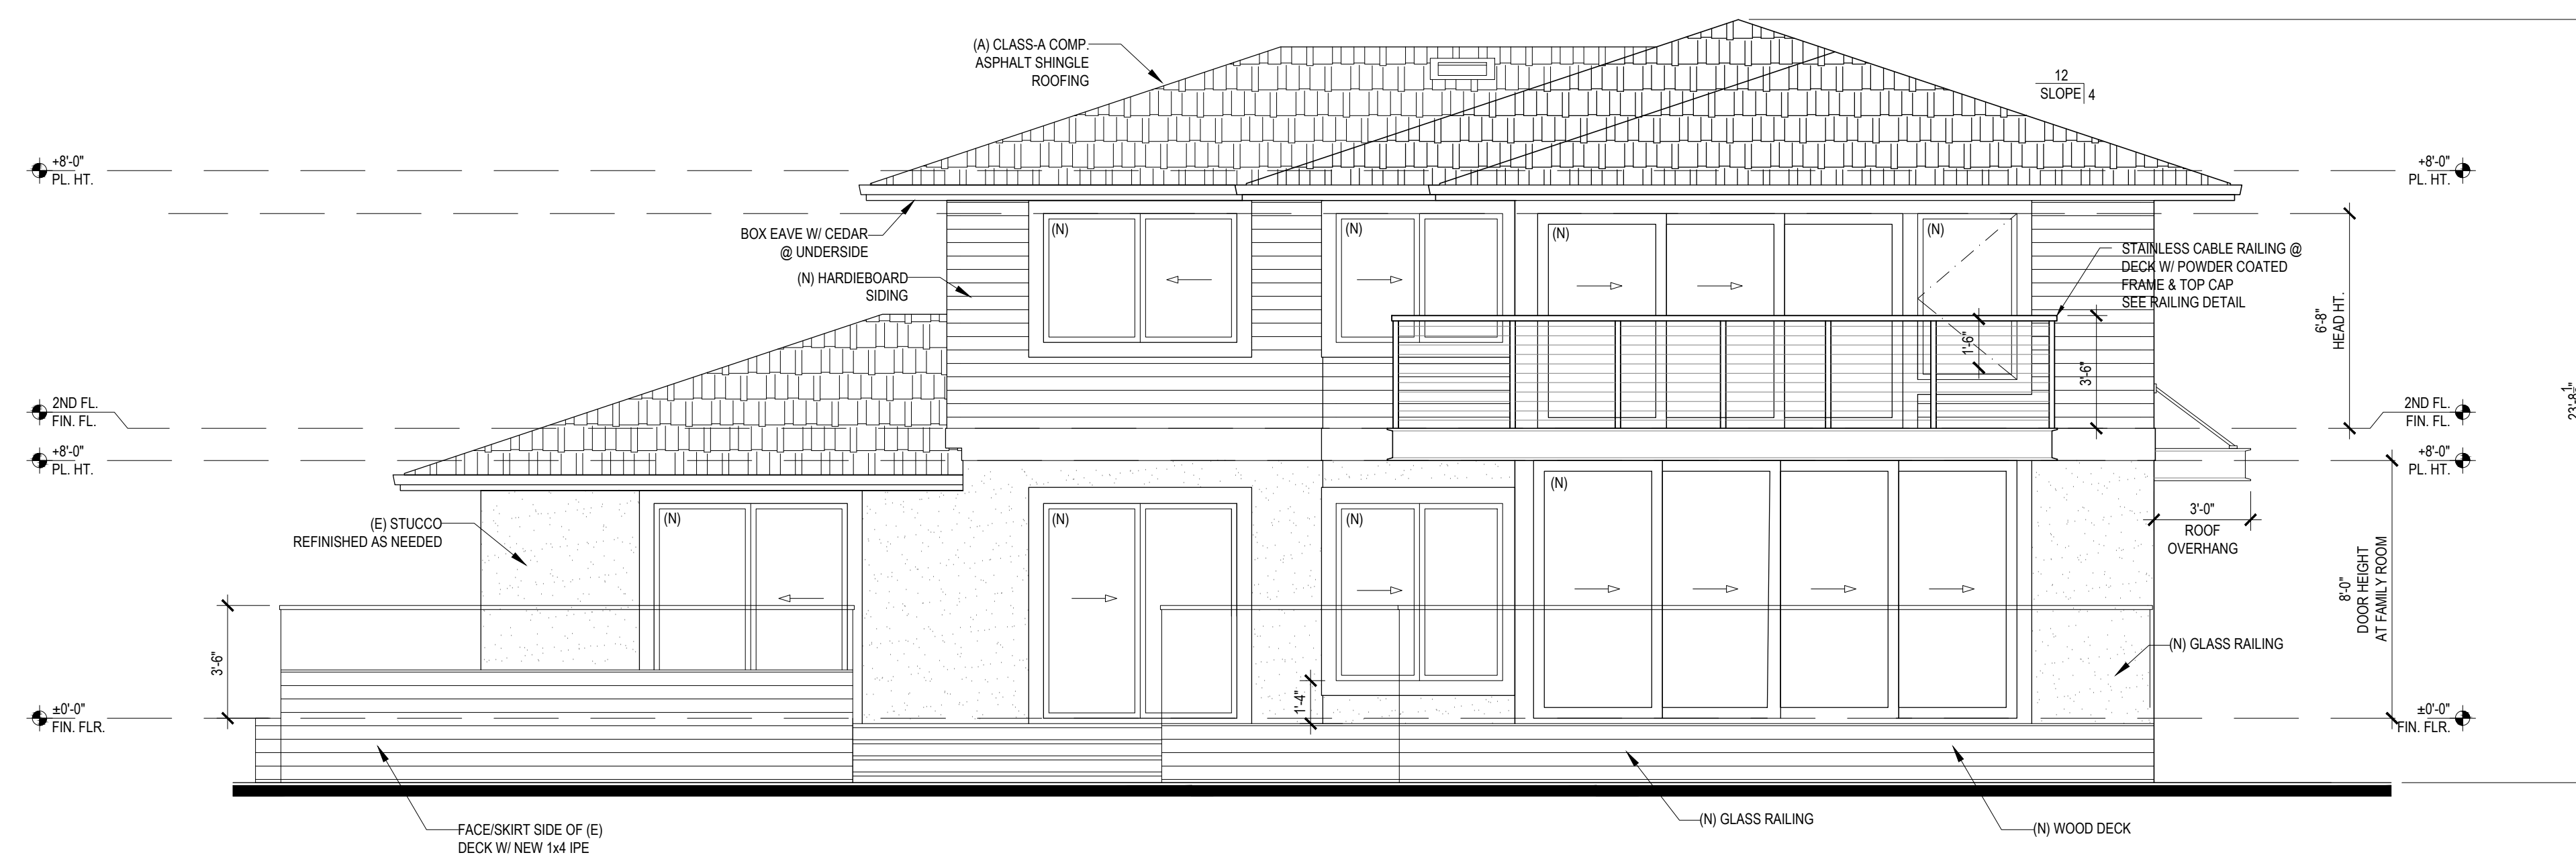 (A) CLASS-A COMP.
ASPHALT SHINGLE
ROOFING
12
SLOPE 4
+8'-0"
PL. HT.
+8'-0"
PL. HT.
BOX EAVE W/ CEDAR
@ UNDERSIDE
(N) HARDIEBOARD
SIDING
(N)
(N)
(N)
(N)
STAINLESS CABLE RAILING @
DECK W/ POWDER COATED
FRAME & TOP CAP
SEE RAILING DETAIL
6'-8"
HEAD HT.
1'-6"
3'-6"
23'-8 1/2"
2ND FL.
FIN. FL.
+8'-0"
PL. HT.
2ND FL.
FIN. FL.
+8'-0"
PL. HT.
(E) STUCCO
REFINISHED AS NEEDED
(N)
(N)
(N)
(N)
3'-0"
ROOF
OVERHANG
8'-0"
DOOR HEIGHT
AT FAMILY ROOM
3'-6"
1'-4"
(N) GLASS RAILING
±0'-0"
FIN. FLR.
±0'-0"
FIN. FLR.
FACE/SKIRT SIDE OF (E)
DECK W/ NEW 1x4 IPE
(N) GLASS RAILING
(N) WOOD DECK